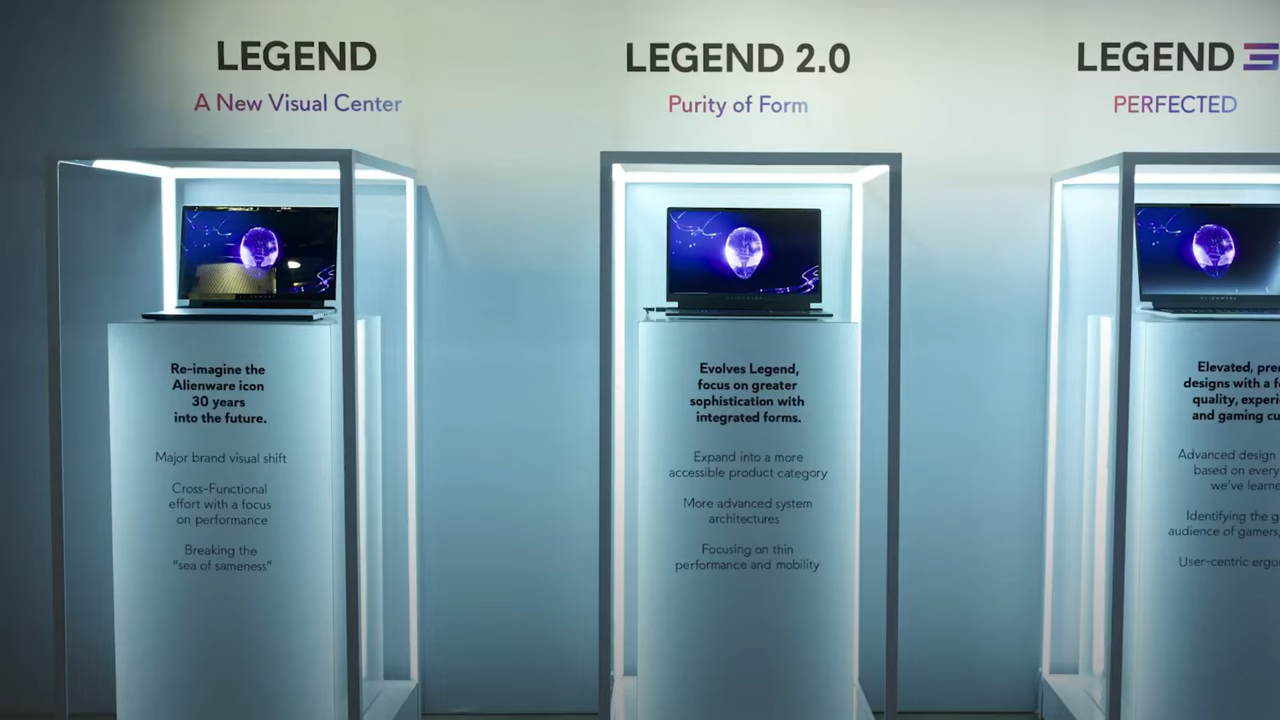 LEGEND
A New Visual Center
Re-imagine the
Alienware icon
30 years
into the future.
Major brand visual shift
Cross-Functional
effort with a focus
on performance
Breaking the
"sea of sameness"
LEGEND 2.0
Purity of Form
ALIENWARE
Evolves Legend,
focus on greater
sophistication with
integrated forms.
Expand into a more
accessible product category
More advanced system
architectures
Focusing on thin
performance and mobility
LEGEND 3
PERFECTED
ALIENWARE
Elevated,
designs with a
quality,
and gaming
Advanced design
based on every
we've
Identifying the
audience of gamers,
User-centric